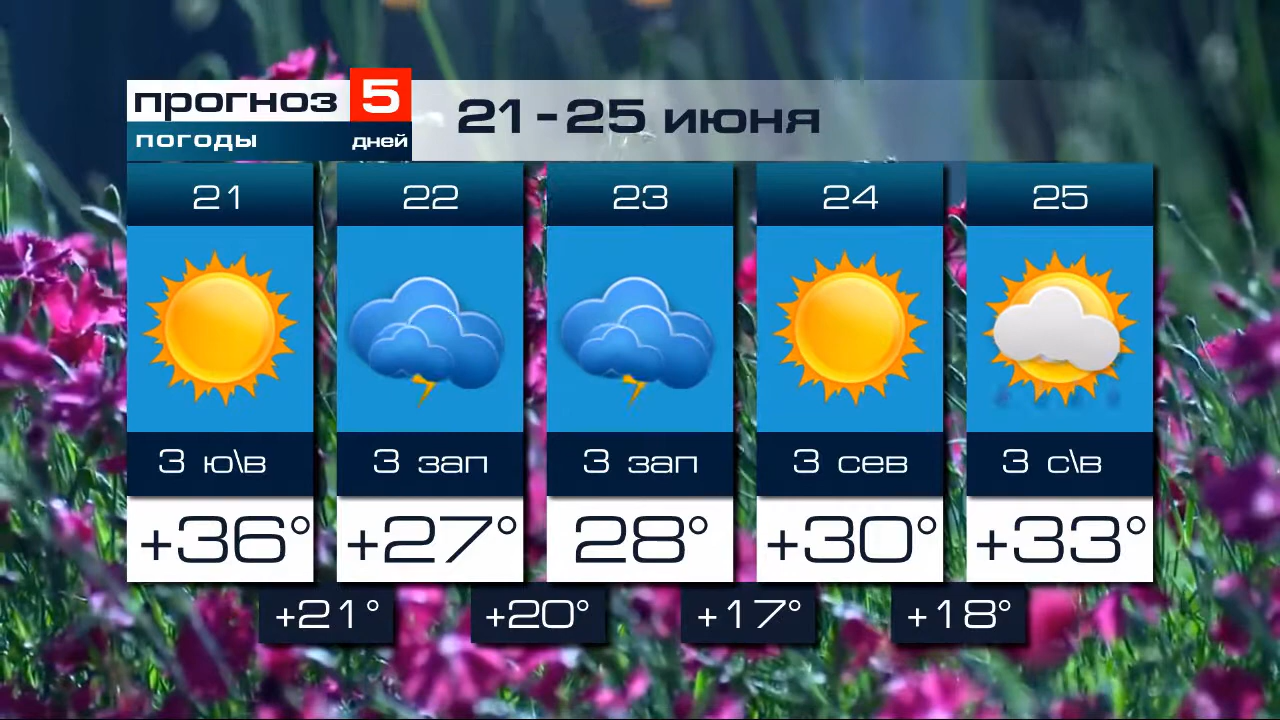 прогноз 5
погоды дней
21-25 июня
21 22 23 24 25
3 ю\в 3 зап 3 зап 3 сев 3 с\в
+36° +27° 28° +30° +33°
+21° +20° +17° +18°